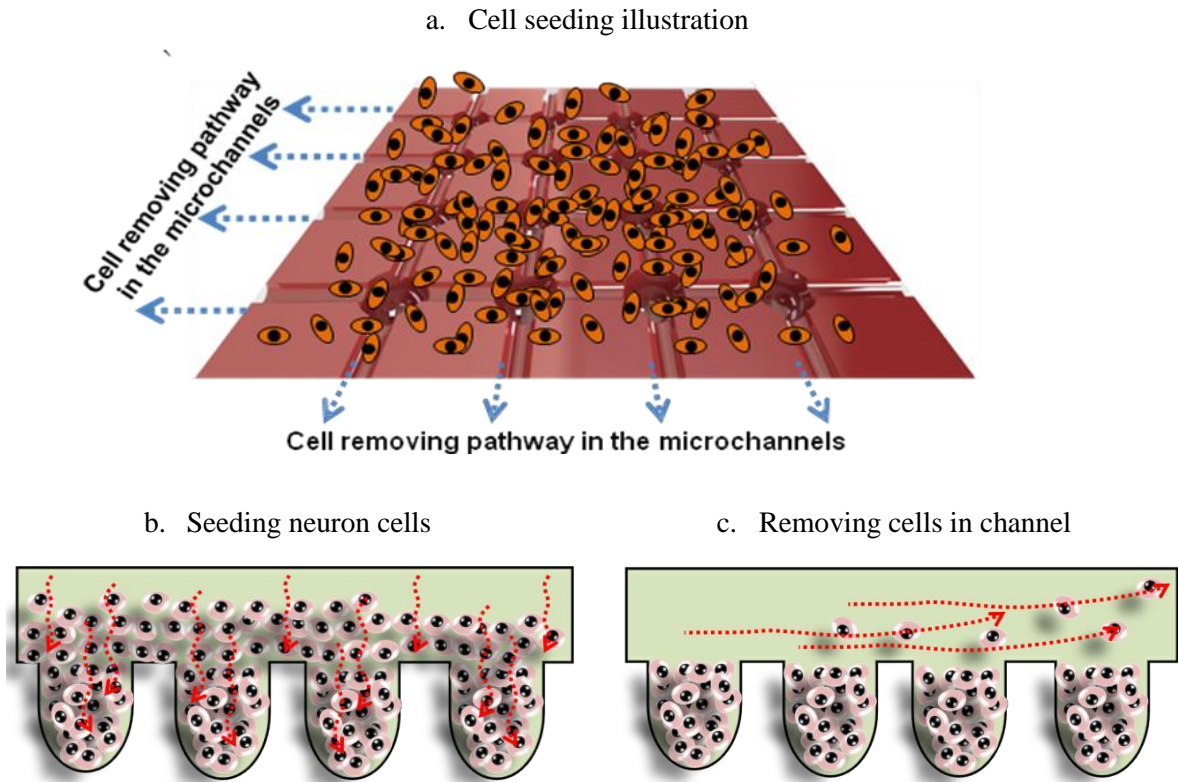 a. Cell seeding illustration
`
Cell removing pathway
in the microchannels
Cell removing pathway in the microchannels
b. Seeding neuron cells
c. Removing cells in channel